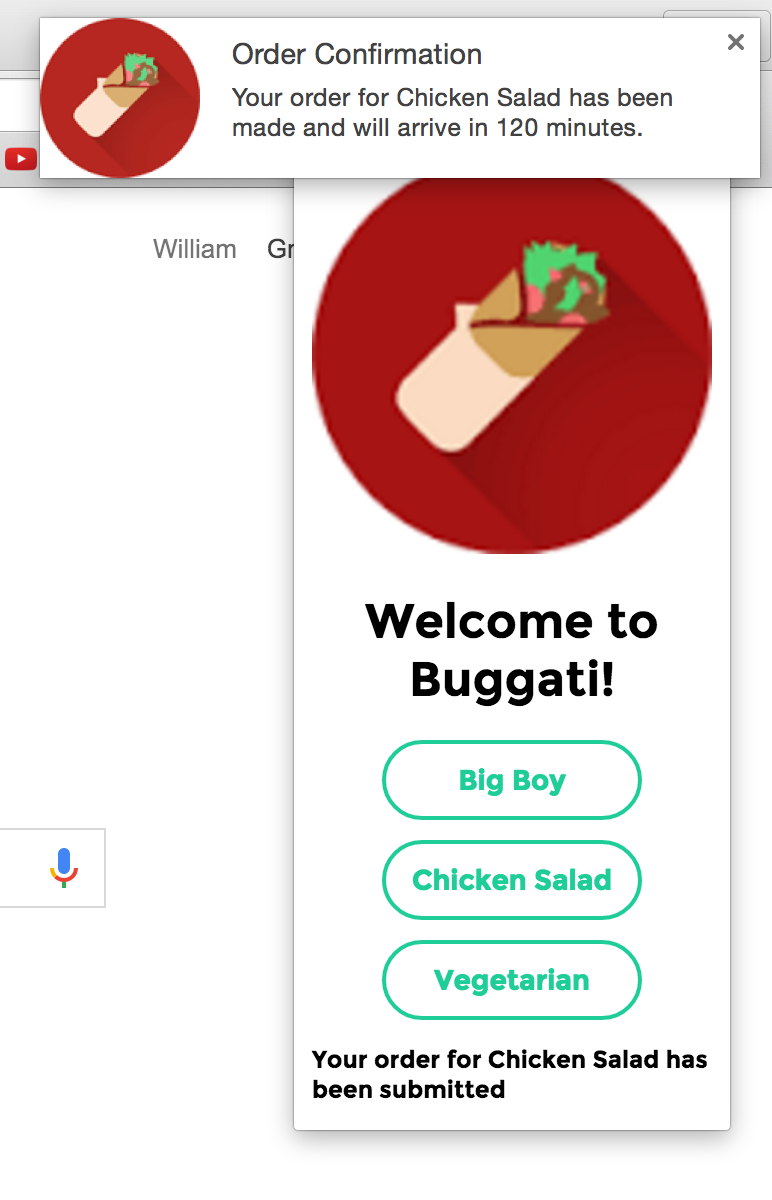 Order Confirmation
Your order for Chicken Salad has been
made and will arrive in 120 minutes.
William
Welcome to
Buggati!
Big Boy
Chicken Salad
Vegetarian
Your order for Chicken Salad has
been submitted